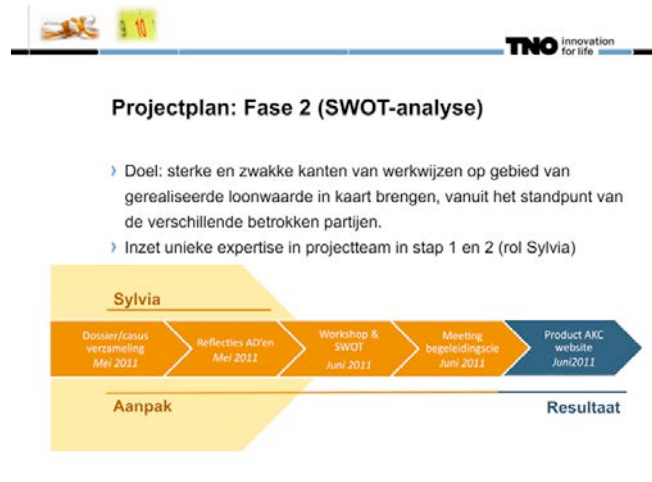 9 10 1
TNO innovation
for life
Projectplan: Fase 2 (SWOT-analyse)
Doel: sterke en zwakke kanten van werkwijzen op gebied van
gerealiseerde loonwaarde in kaart brengen, vanuit het standpunt van
de verschillende betrokken partijen.
Inzet unieke expertise in projectteam in stap 1 en 2 (rol Sylvia)
Sylvia
Dossier/casus
verzameling
Mei 2011
Reflecties AD'en
Mei 2011
Workshop &
SWOT
Juni 2011
Meeting
begeleidingscie
Juni 2011
Product AKC
website
Juni2011
Aanpak
Resultaat